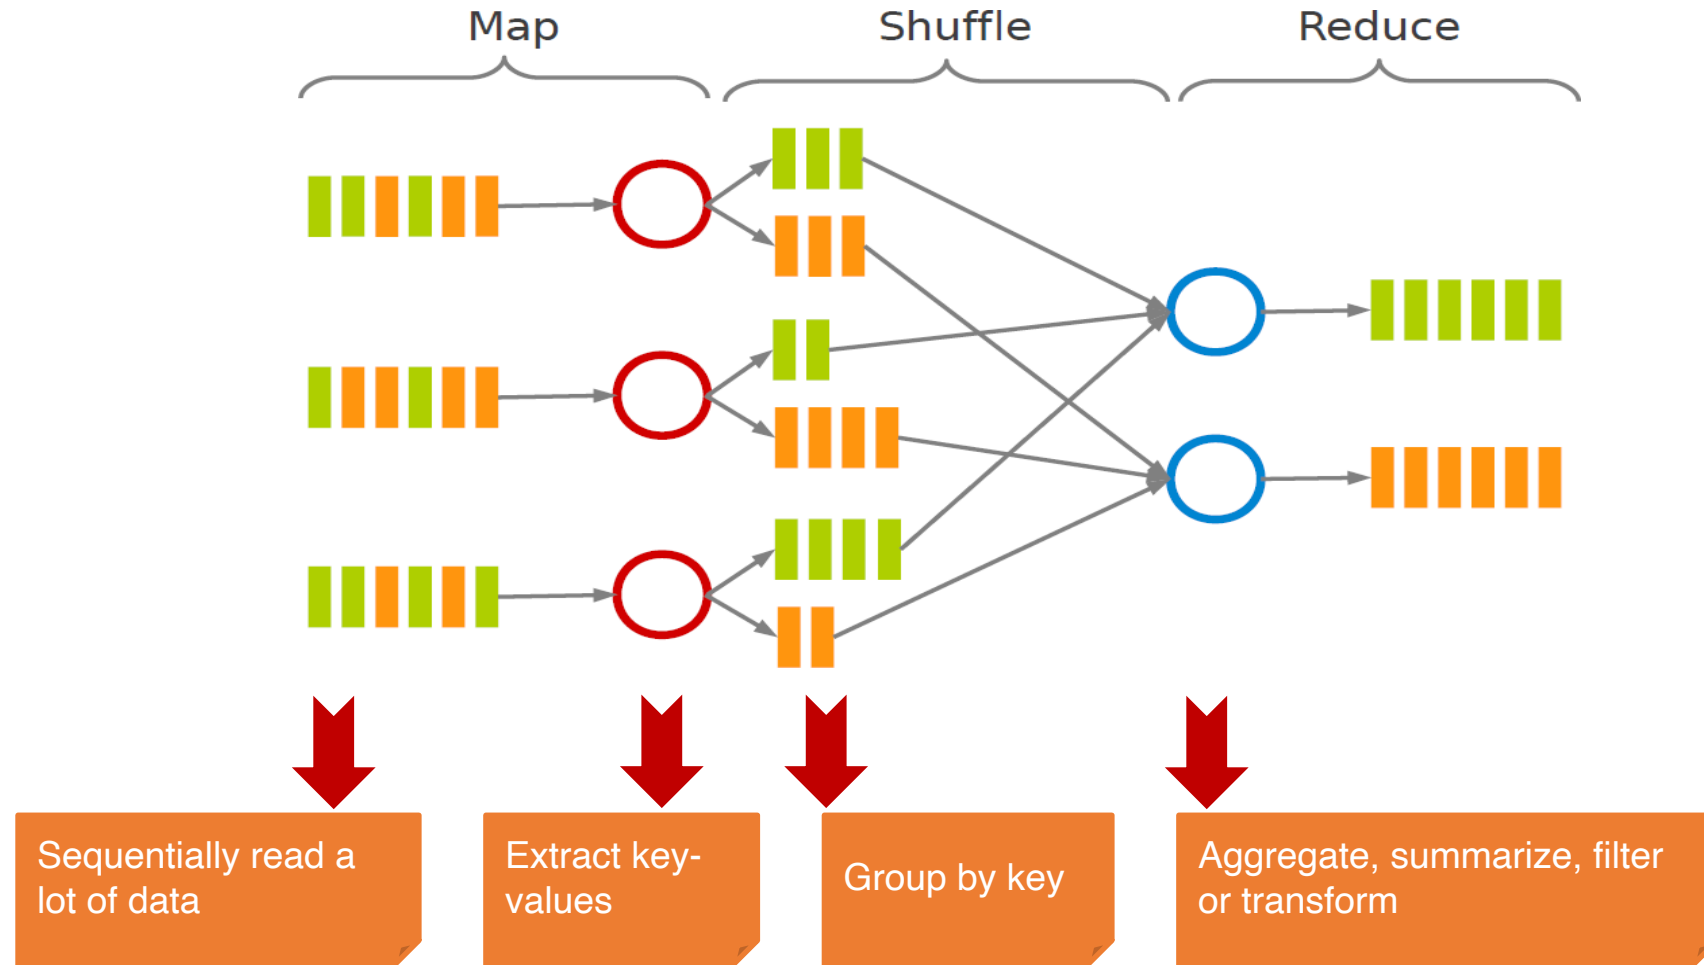 Map
Shuffle
Reduce
Sequentially read a
lot of data
Extract key-
values
Group by key
Aggregate, summarize, filter
or transform